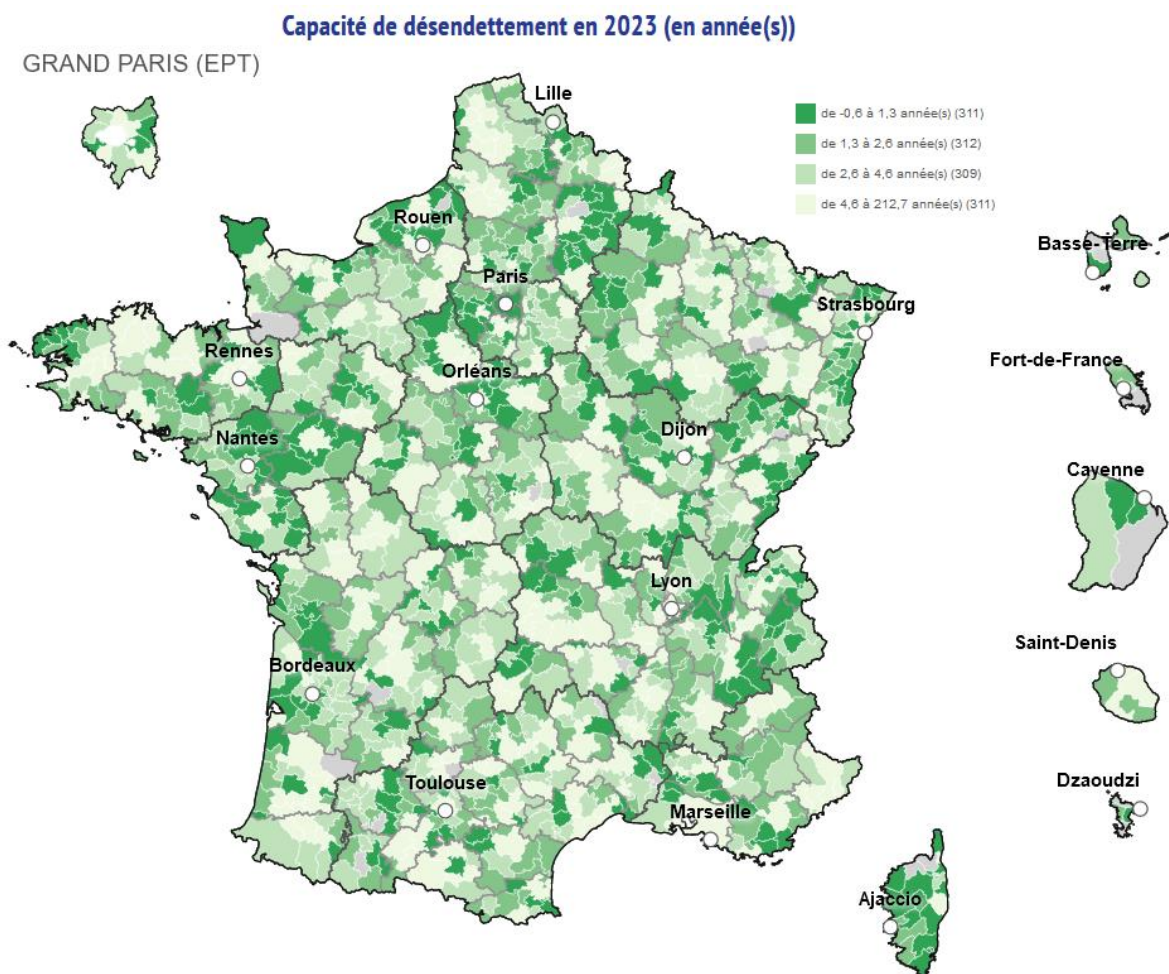 Capacité de désendettement en 2023 (en année(s))
GRAND PARIS (EPT)
Lille
de -0,6 à 1,3 année(s) (311)
de 1,3 à 2,6 année(s) (312)
de 2,6 à 4,6 année(s) (309)
de 4,6 à 212,7 année(s) (311)
Rouen
Basse-Terre
Paris
Strasbourg
Rennes
Fort-de-France
Orléans
Dijon
Nantes
Cayenne
Lyon
Saint-Denis
Bordeaux
Toulouse
Dzaoudzi
Marseille
Ajaccio